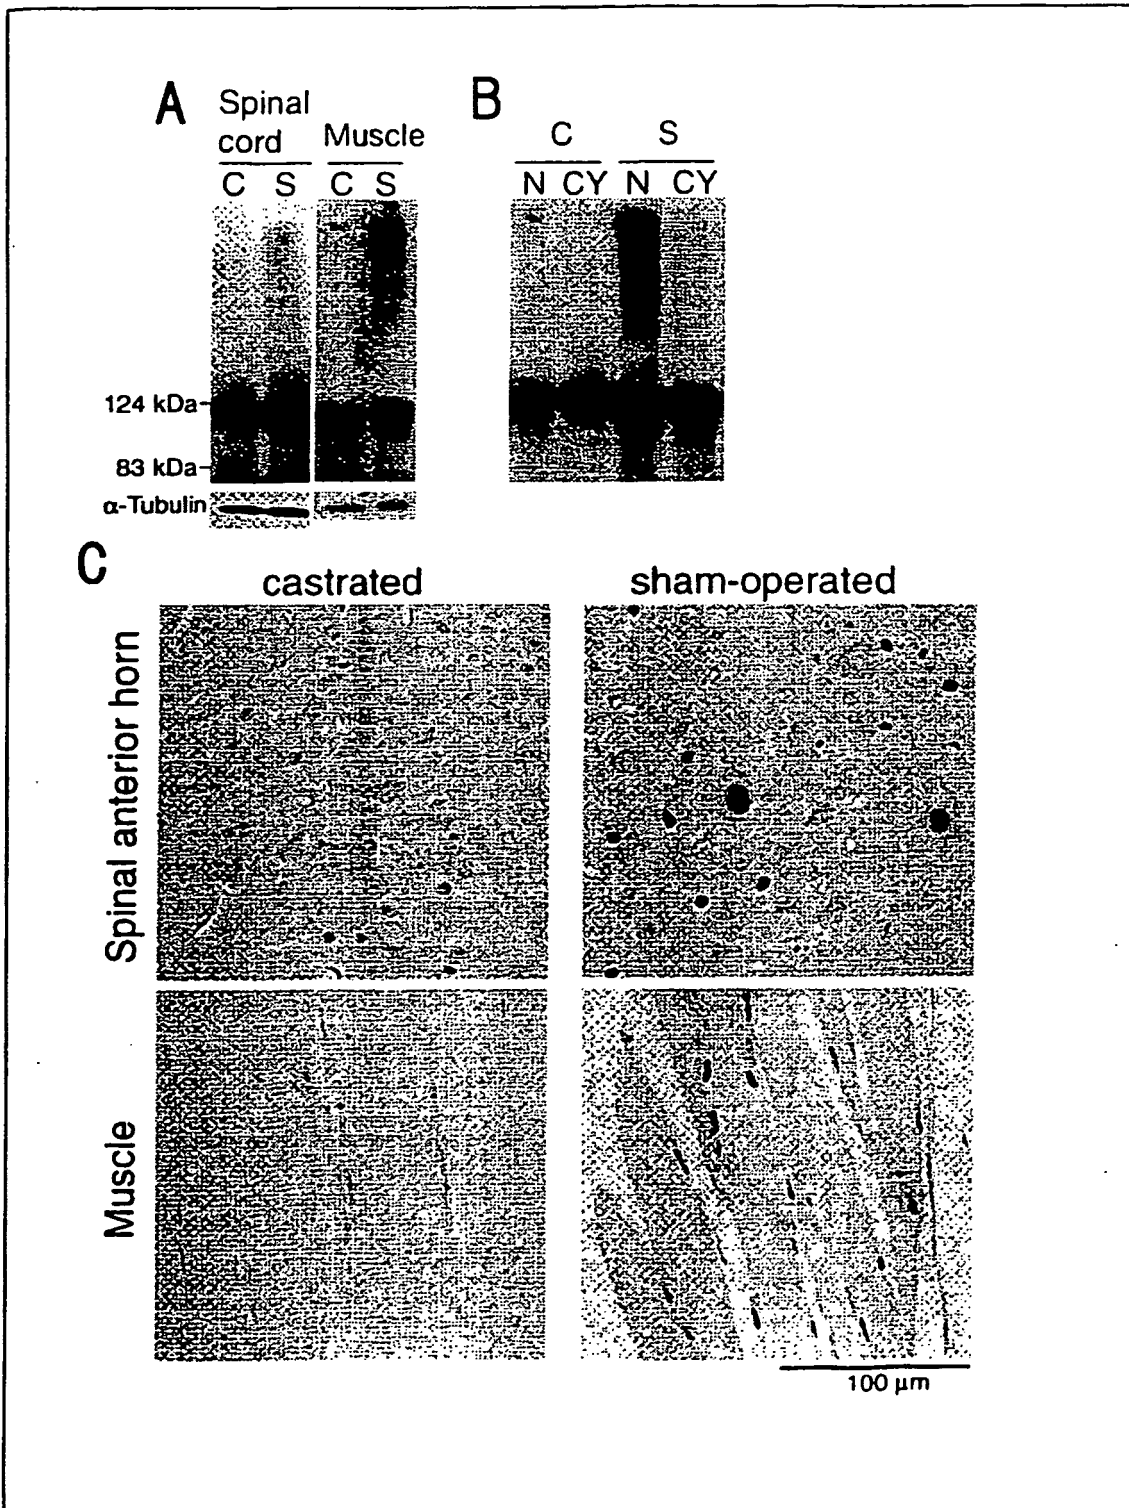 A
Spinal cord
Muscle
C S
C S
124 kDa
83 kDa
α-Tubulin
B
C
S
N CY N CY
C
castrated
sham-operated
Spinal anterior horn
Muscle
100 μm